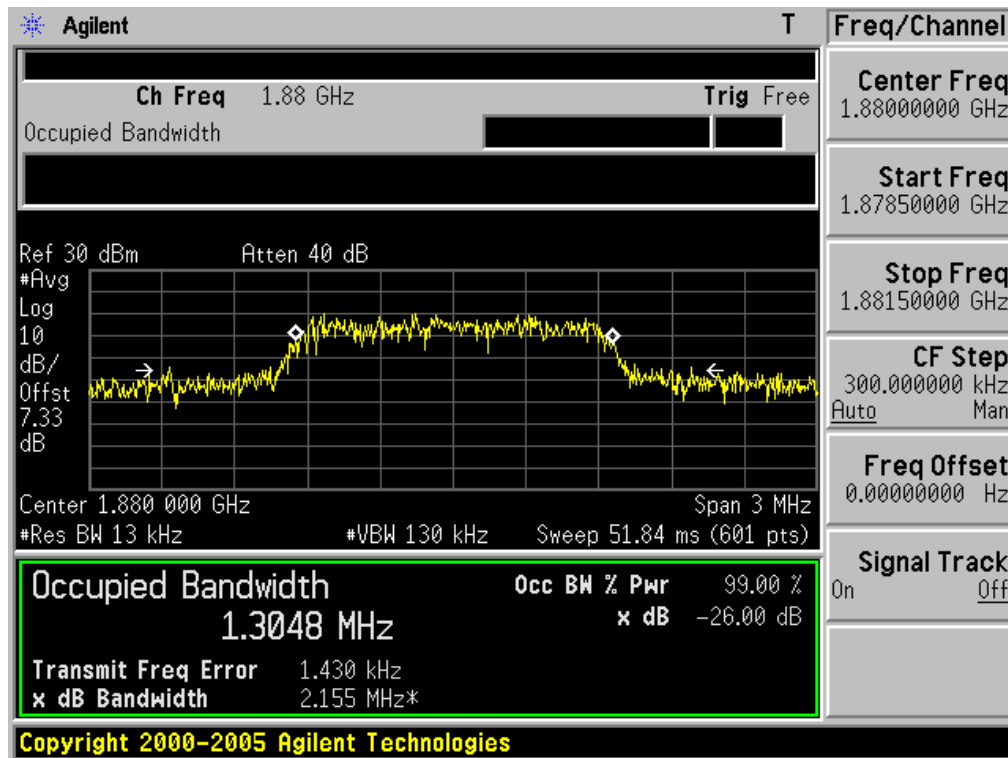 Agilent T Freq/Channel
Ch Freq 1.88 GHz Trig Free
Occupied Bandwidth
Center Freq
1.88000000 GHz
Start Freq
1.87850000 GHz
Stop Freq
1.88150000 GHz
CF Step
300.000000 kHz
Auto Man
Freq Offset
0.00000000 Hz
Signal Track
On Off
Ref 30 dBm Atten 40 dB
#Avg
Log
10
dB/
Offst
7.33
dB
Center 1.880 000 GHz Span 3 MHz
#Res BW 13 kHz #VBW 130 kHz Sweep 51.84 ms (601 pts)
Occupied Bandwidth Occ BW % Pwr 99.00 %
1.3048 MHz x dB -26.00 dB
Transmit Freq Error 1.430 kHz
x dB Bandwidth 2.155 MHz*
Copyright 2000-2005 Agilent Technologies